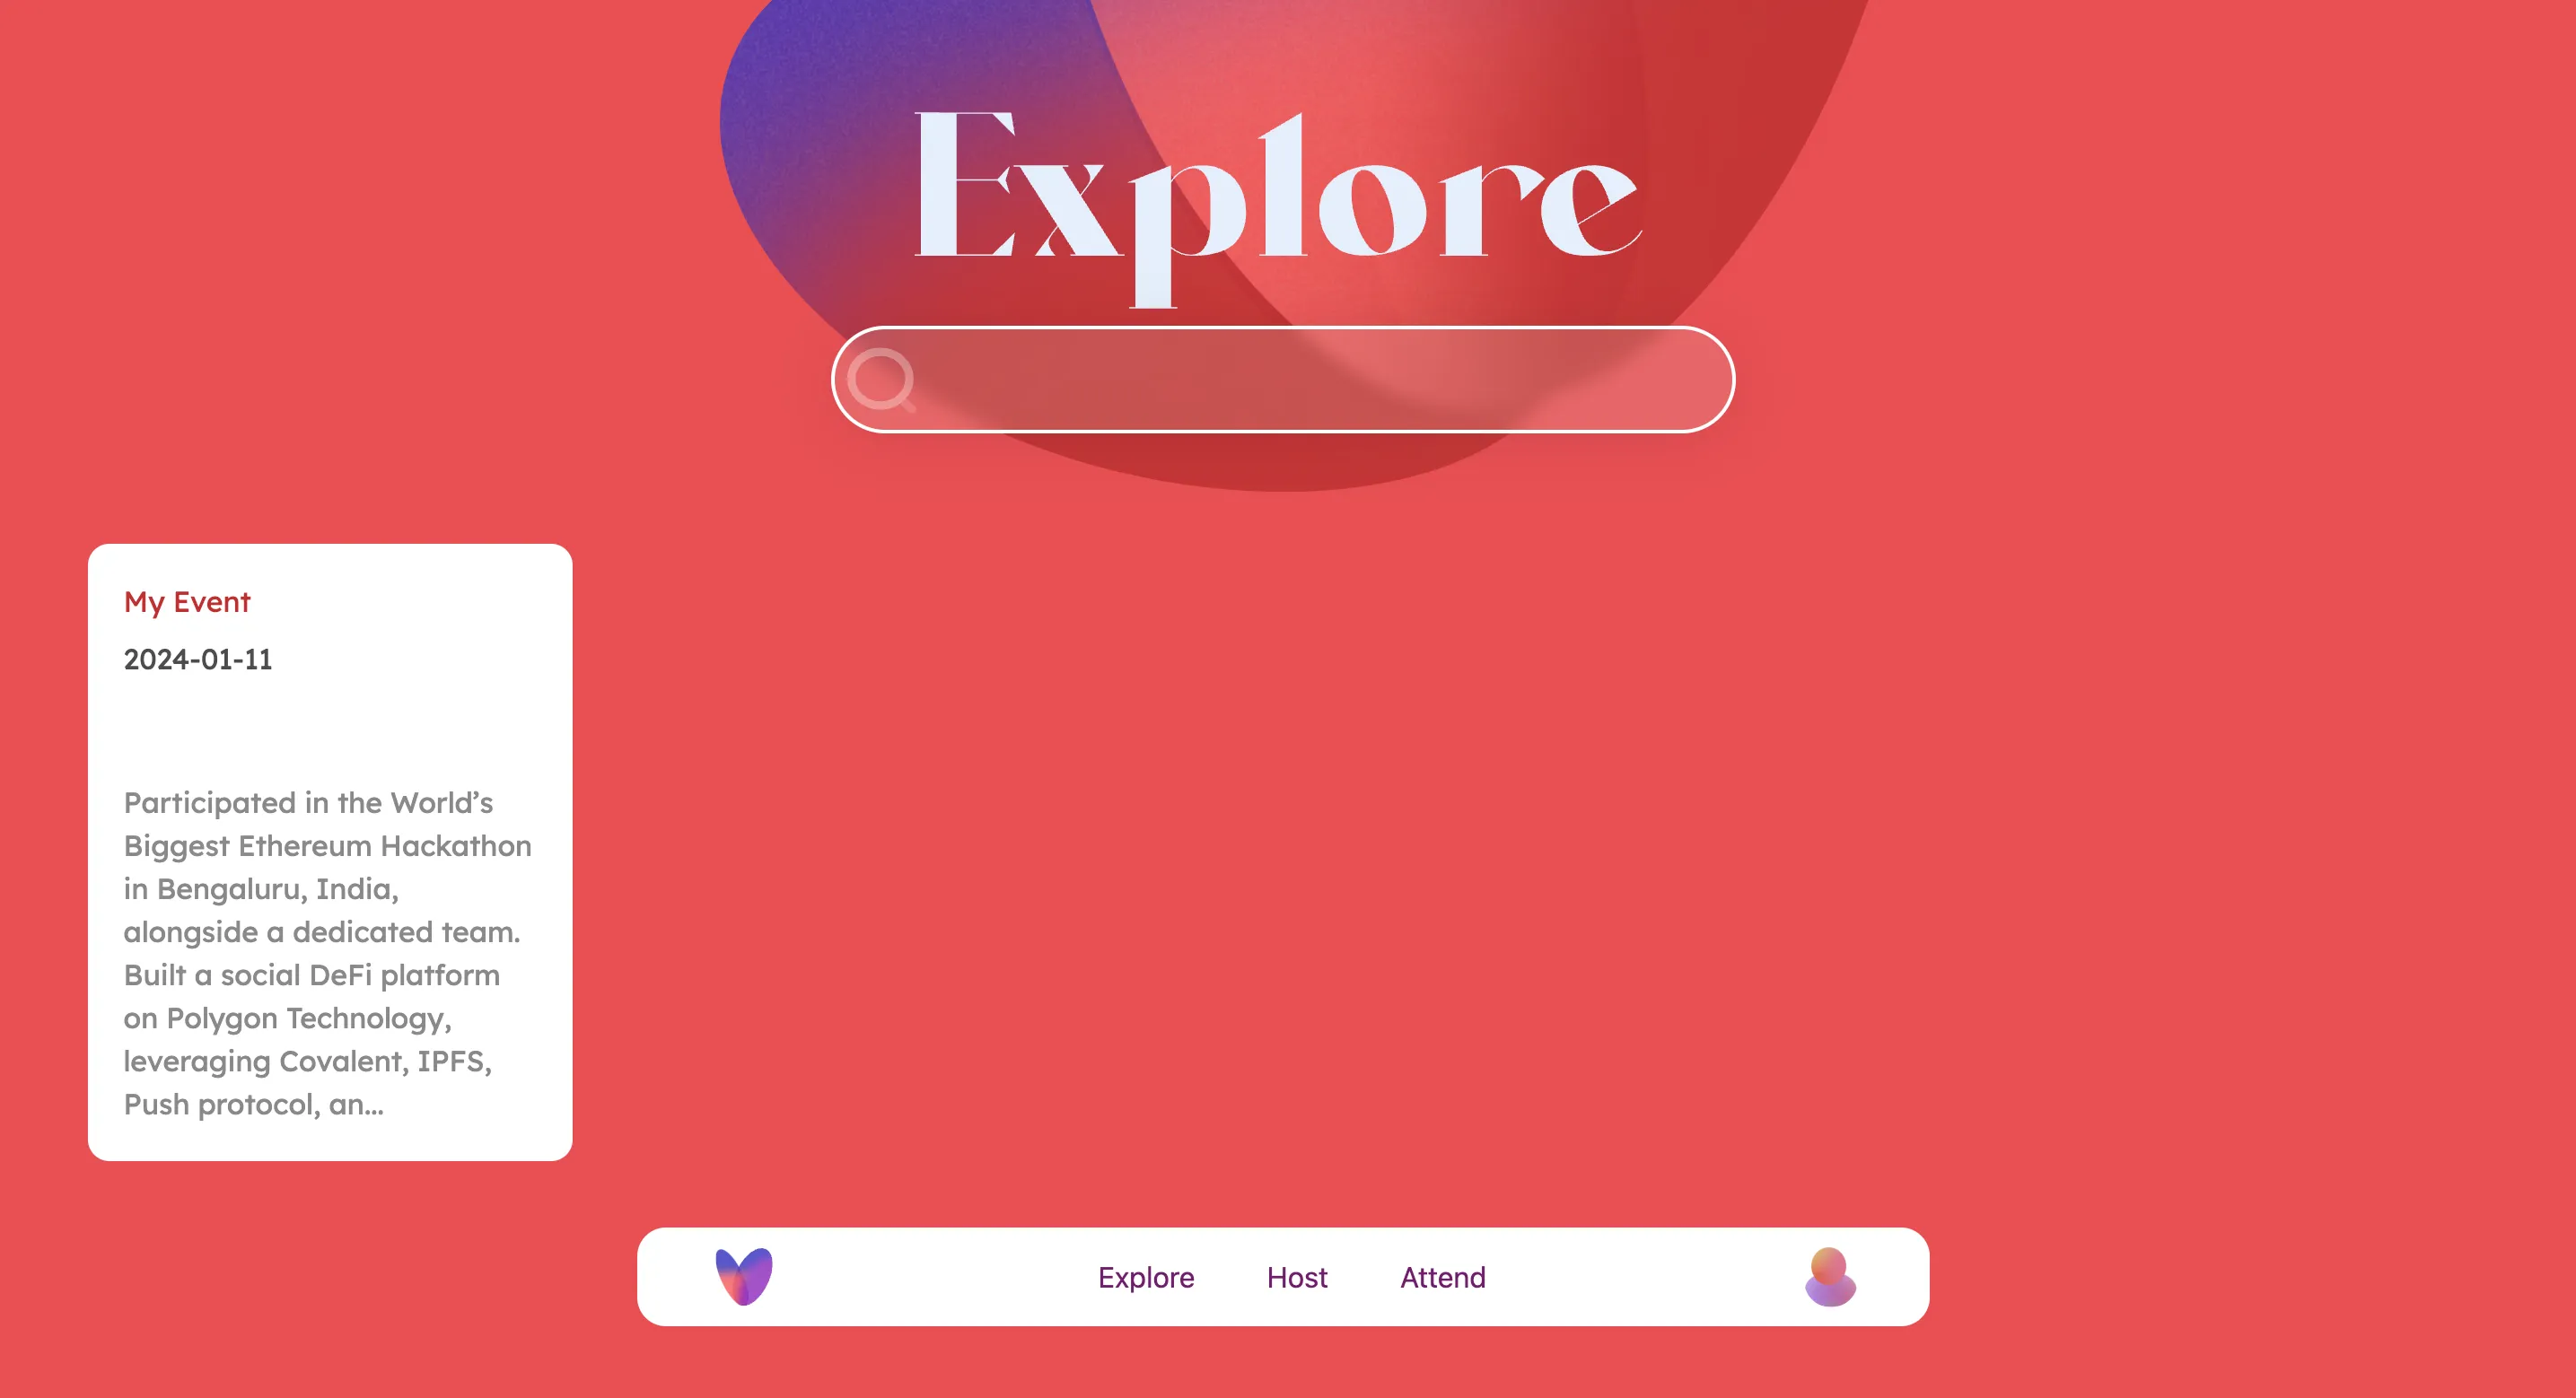 Explore
My Event
2024-01-11
Participated in the World’s
Biggest Ethereum Hackathon
in Bengaluru, India,
alongside a dedicated team.
Built a social DeFi platform
on Polygon Technology,
leveraging Covalent, IPFS,
Push protocol, an...
Explore Host Attend